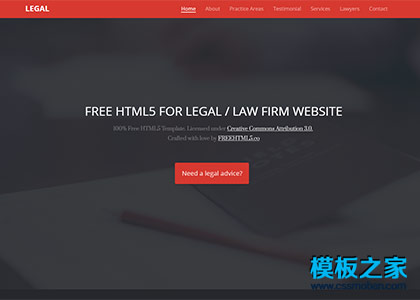 LEGAL
Home About Practice Areas Testimonial Services Lawyers Contact
FREE HTML5 FOR LEGAL / LAW FIRM WEBSITE
100% Free HTML5 Template. Licensed under Creative Commons Attribution 3.0.
Crafted with love by FREEHTML5.co
Need a legal advice?
模板之家
www.cssmoban.com